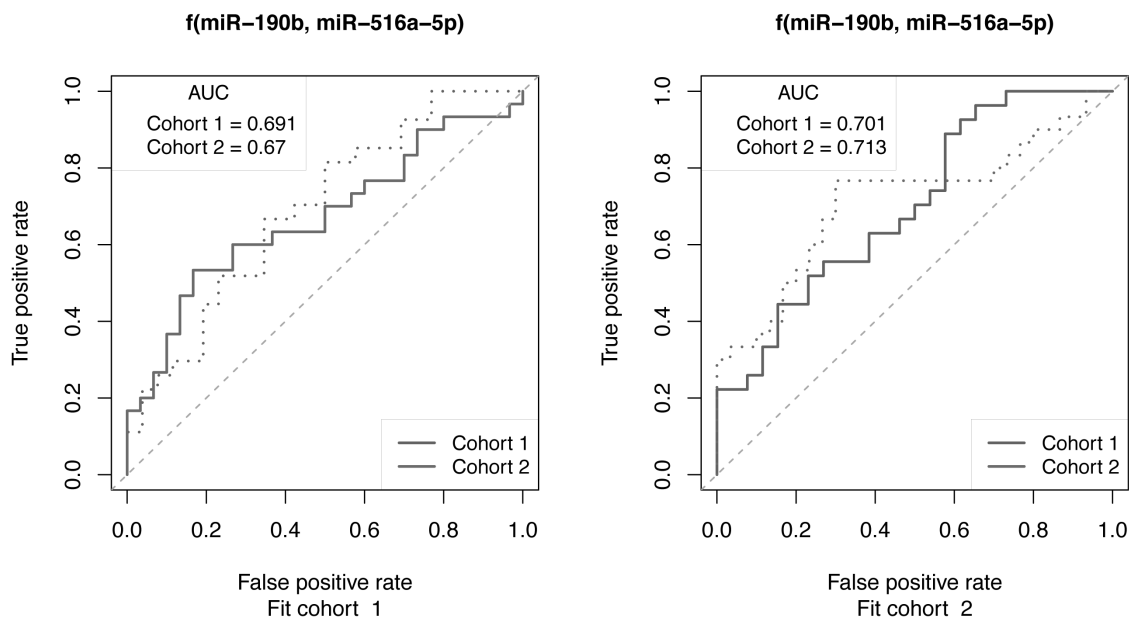 f(miR−190b, miR−516a−5p)
AUC
Cohort 1 = 0.691
Cohort 2 = 0.67
True positive rate
1.0
0.8
0.6
0.4
0.2
0.0
Cohort 1
Cohort 2
0.0 0.2 0.4 0.6 0.8 1.0
False positive rate
Fit cohort 1
f(miR−190b, miR−516a−5p)
AUC
Cohort 1 = 0.701
Cohort 2 = 0.713
True positive rate
1.0
0.8
0.6
0.4
0.2
0.0
Cohort 1
Cohort 2
0.0 0.2 0.4 0.6 0.8 1.0
False positive rate
Fit cohort 2